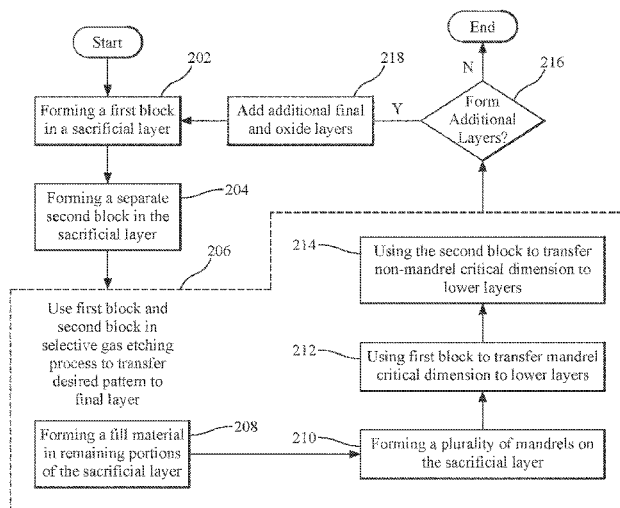 Start
202
Forming a first block
in a sacrificial layer
204
Forming a separate
second block in the
sacrificial layer
206
Use first block and
second block in
selective gas etching
process to transfer
desired pattern to
final layer
208
Forming a fill material
in remaining portions
of the sacrificial layer
210
Forming a plurality of mandrels on
the sacrificial layer
212
Using first block to transfer mandrel
critical dimension to lower layers
214
Using the second block to transfer
non-mandrel critical dimension to
lower layers
216
Form
Additional
Layers?
Y
218
Add additional final
and oxide layers
N
End